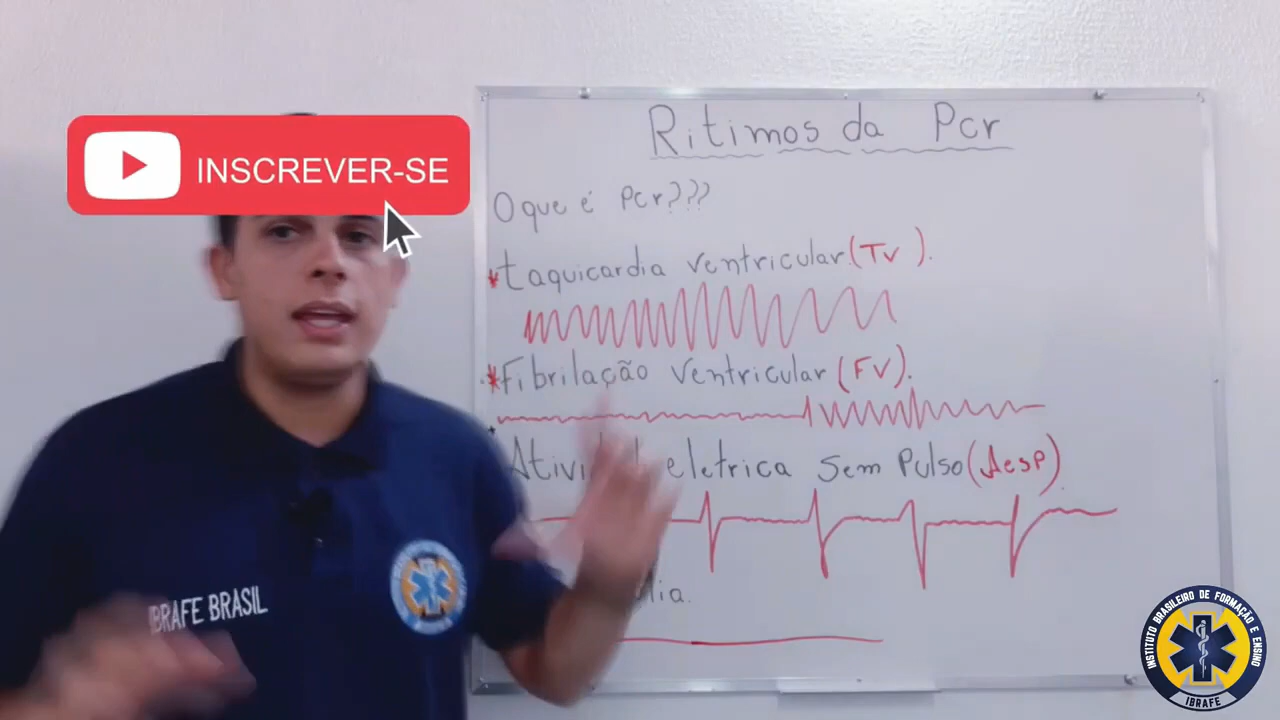 INSCREVER-SE
Ritimos da Pcr
Oque é Pcr???
*Taquicardia ventricular (Tv).
*Fibrilação ventricular (FV).
eletrica sem Pulso (Aesp).
IBRAFE BRASIL
INSTITUTO BRASILEIRO DE FORMAÇÃO E ENSINO
IBRAFE